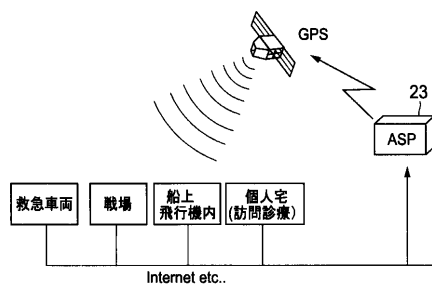 GPS
23
ASP
救急車両
戦場
船上
飛行機内
個人宅
(訪問診療)
Internet etc..